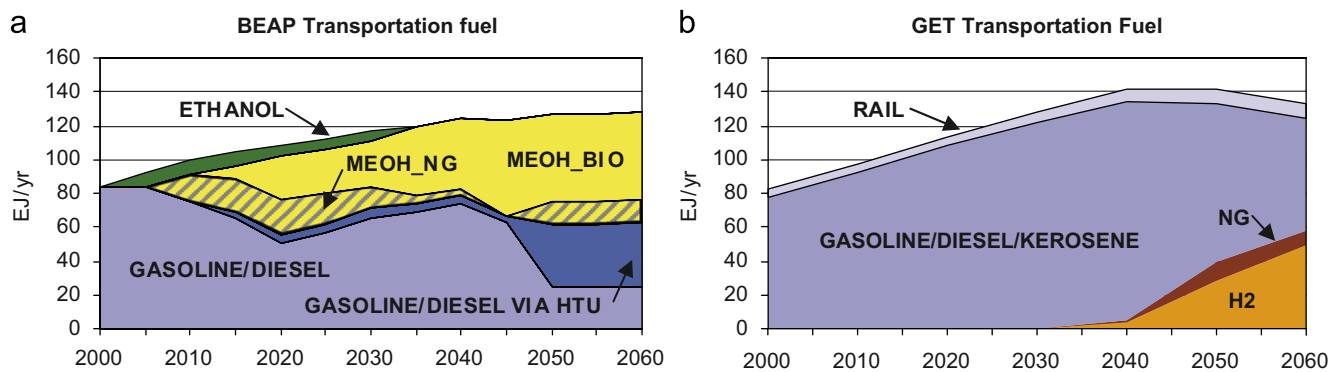 a
BEAP Transportation fuel
EJ/yr
160
140
120
100
80
60
40
20
0
ETHANOL
MEOH_NG
MEOH_BIO
GASOLINE/DIESEL
GASOLINE/DIESEL VIA HTU
2000 2010 2020 2030 2040 2050 2060
b
GET Transportation Fuel
EJ/yr
160
140
120
100
80
60
40
20
0
RAIL
NG
GASOLINE/DIESEL/KEROSENE
H2
2000 2010 2020 2030 2040 2050 2060